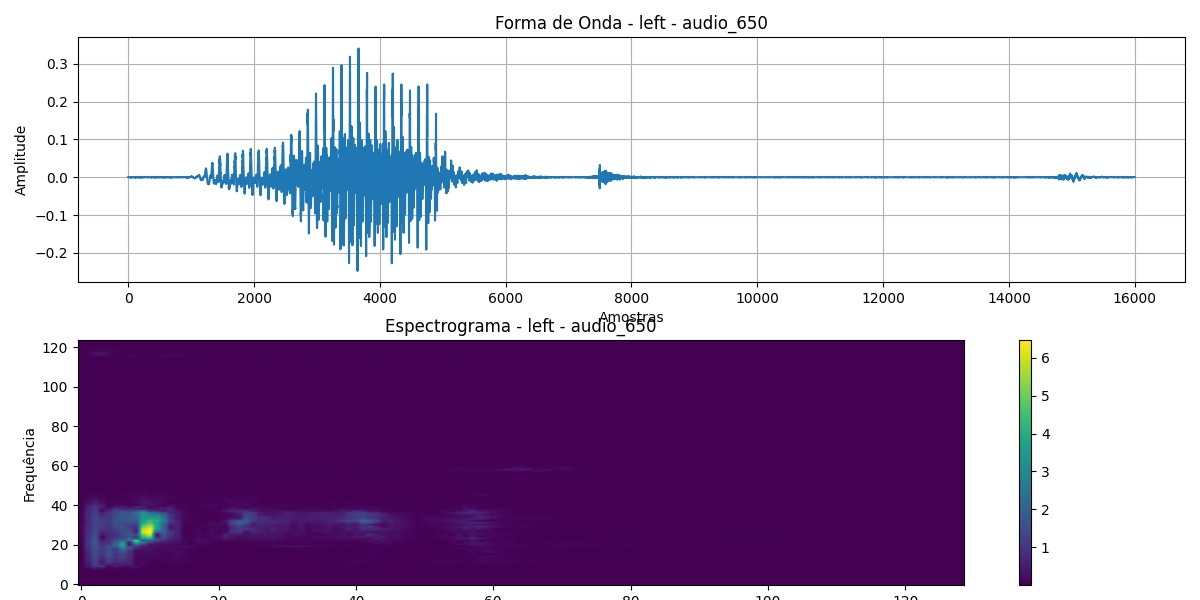 Forma de Onda - left - audio_650
Amplitude
0.3
0.2
0.1
0.0
−0.1
−0.2
0 2000 4000 6000 8000 10000 12000 14000 16000
Amostras
Espectrograma - left - audio_650
Frequência
120
100
80
60
40
20
0
0 20 40 60 80 100 120
6
5
4
3
2
1